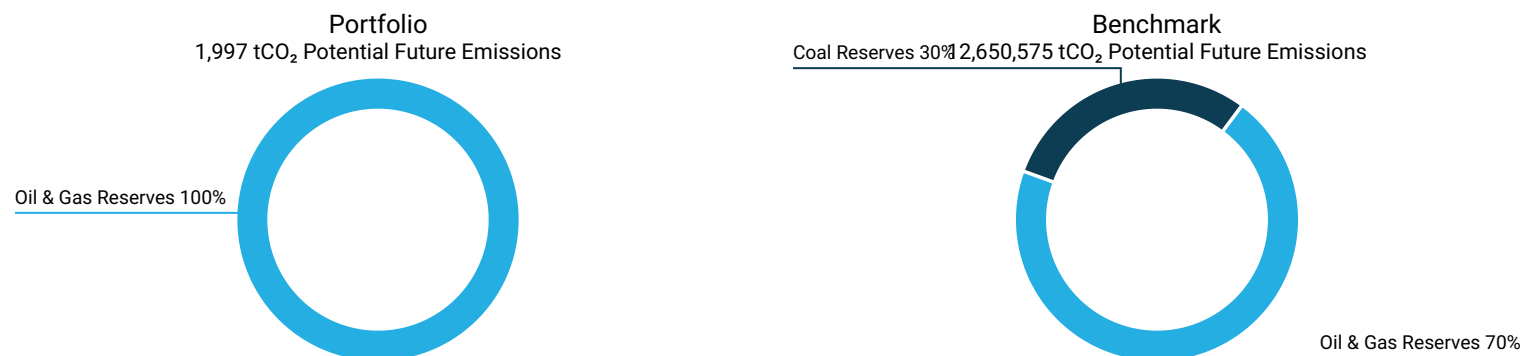 Portfolio
1,997 tCO₂ Potential Future Emissions
Oil & Gas Reserves 100%
Benchmark
12,650,575 tCO₂ Potential Future Emissions
Coal Reserves 30%
Oil & Gas Reserves 70%